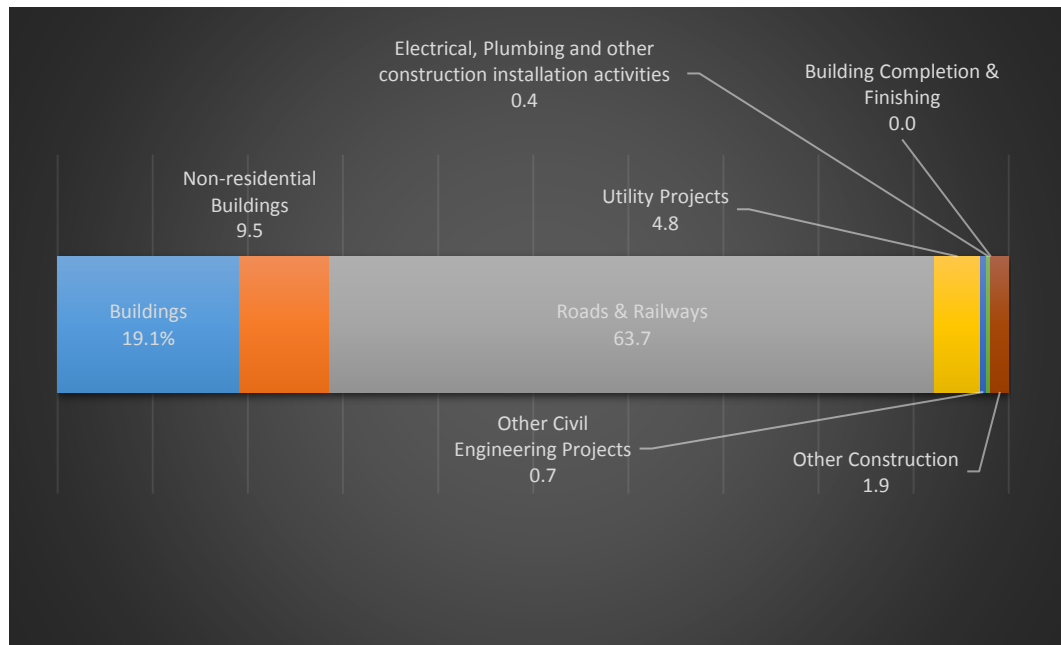 Electrical, Plumbing and other
construction installation activities
0.4
Building Completion &
Finishing
0.0
Non-residential
Buildings
9.5
Utility Projects
4.8
Buildings
19.1%
Roads & Railways
63.7
Other Civil
Engineering Projects
0.7
Other Construction
1.9